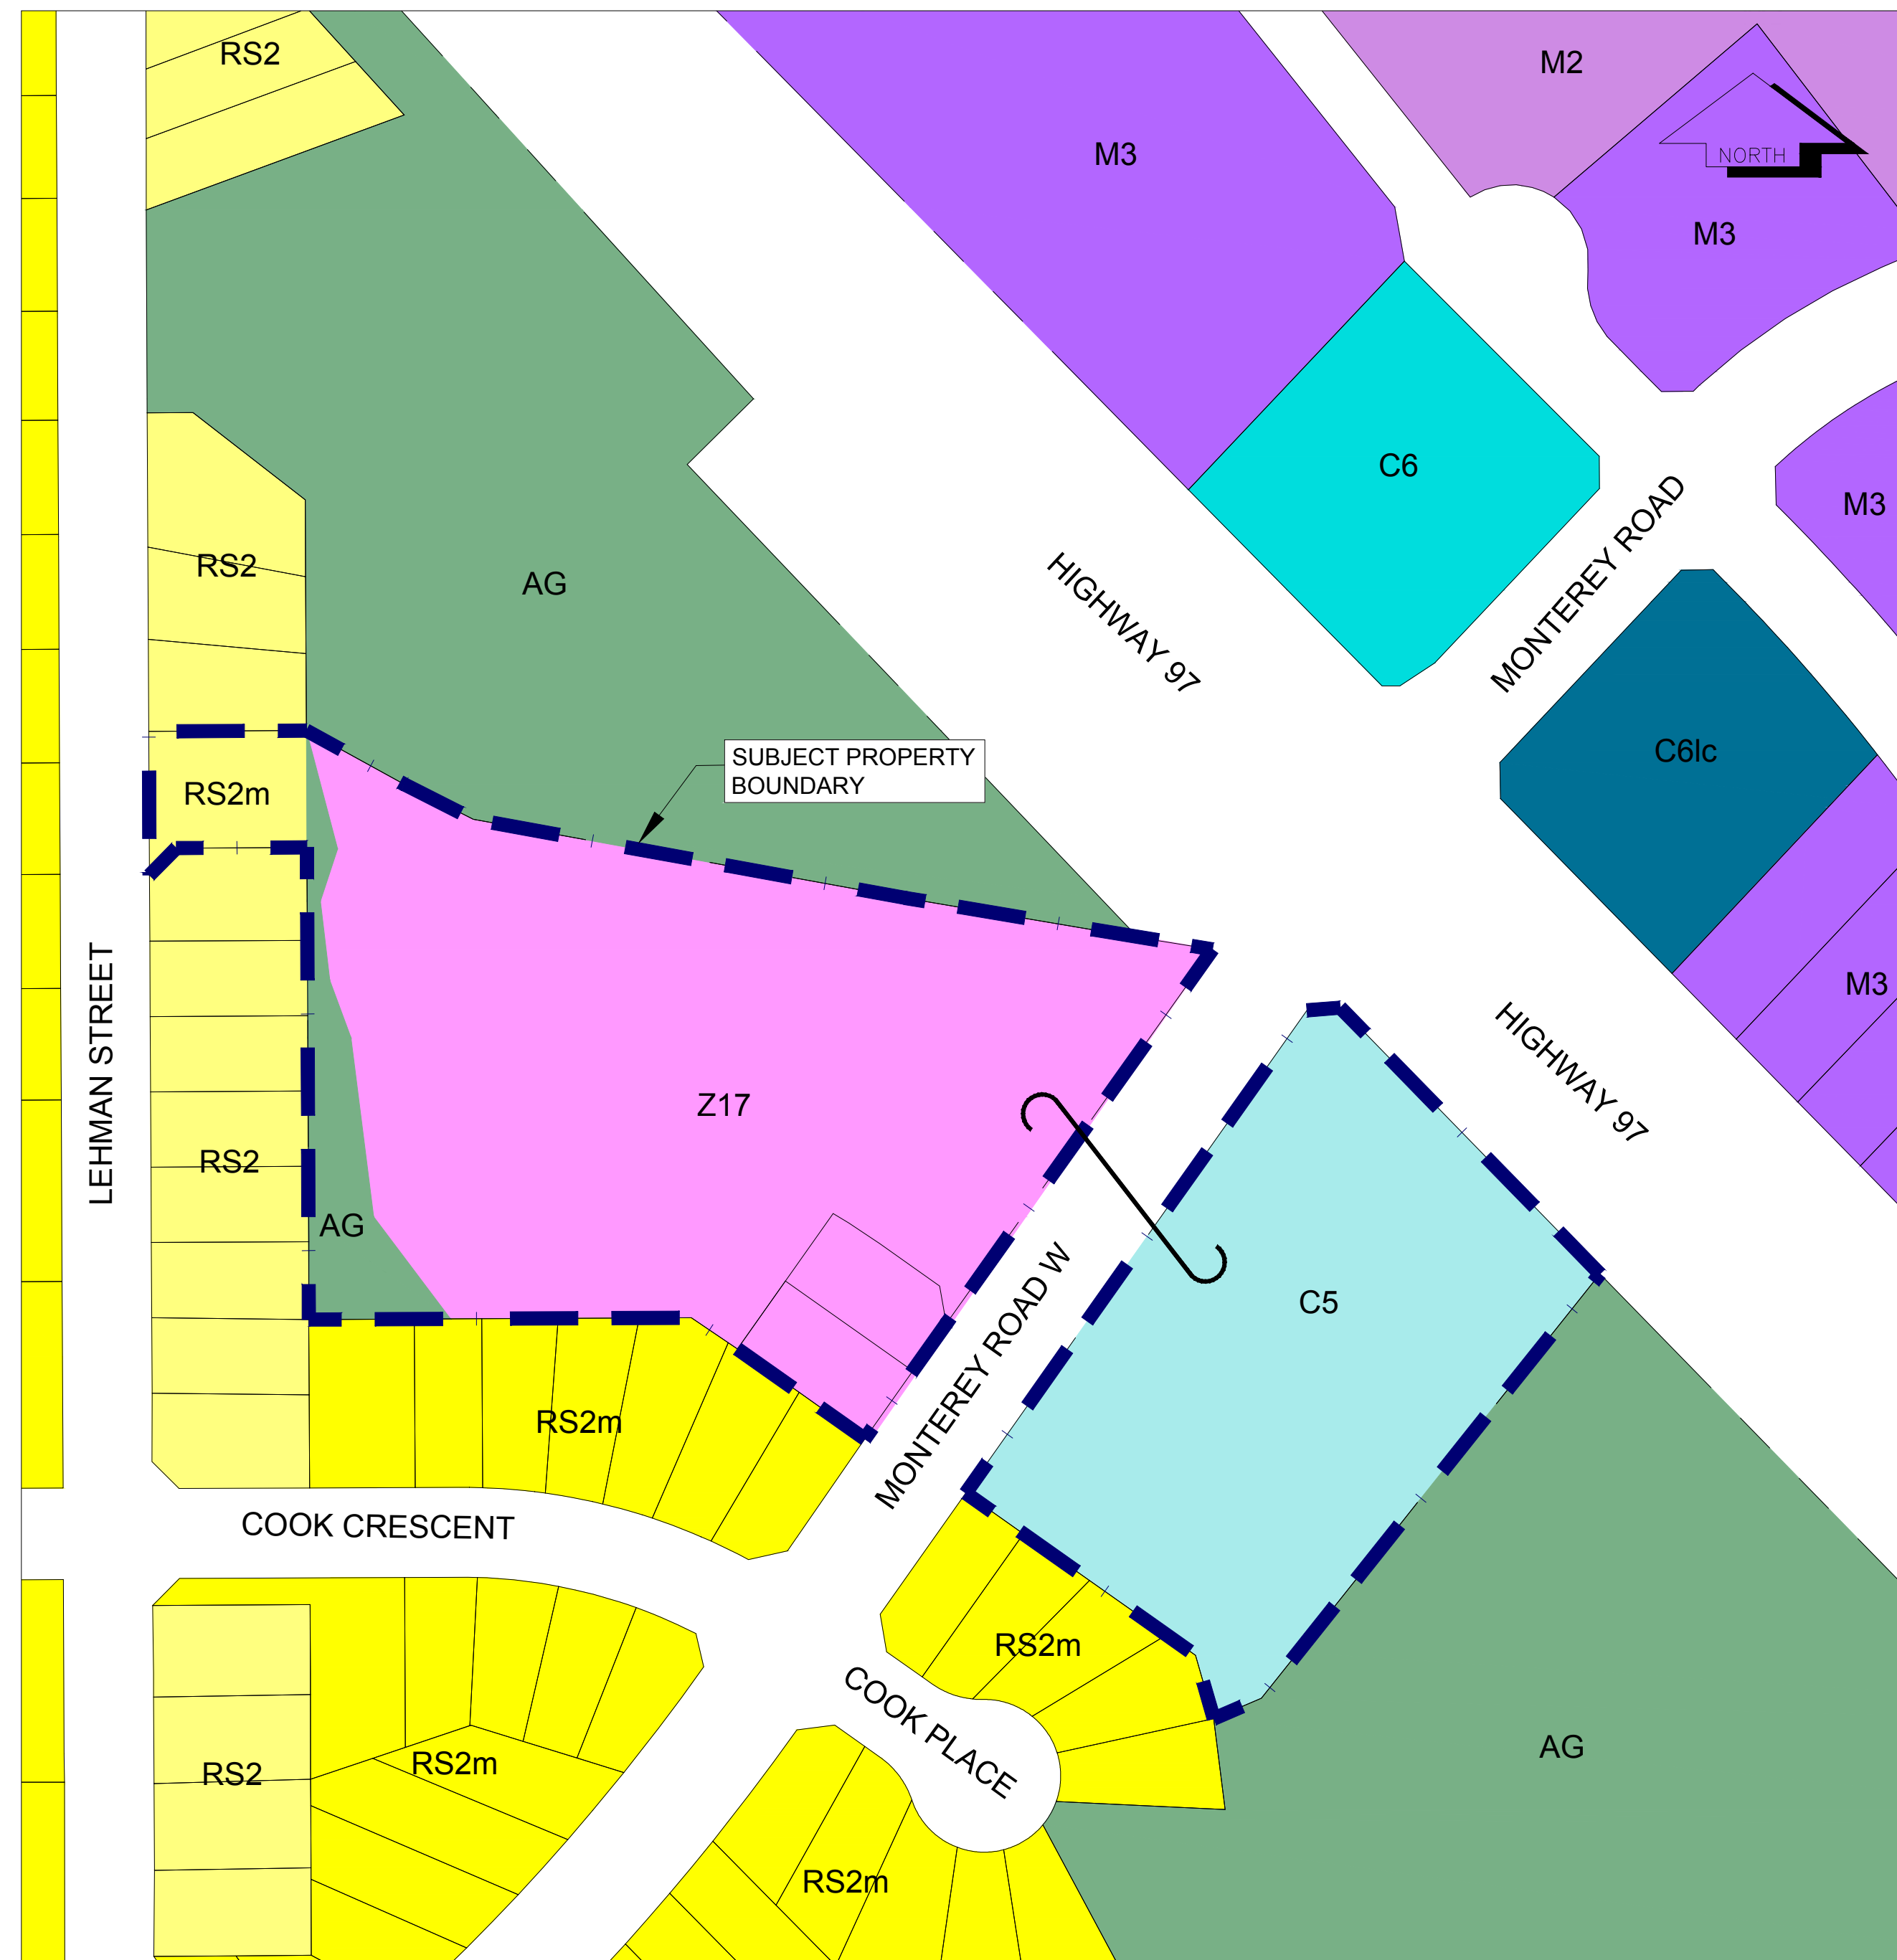 RS2
M2
M3
NORTH
M3
C6
M3
RS2
AG
HIGHWAY 97
MONTEREY ROAD
SUBJECT PROPERTY
BOUNDARY
C6lc
RS2m
M3
LEHMAN STREET
HIGHWAY 97
Z17
RS2
AG
C5
MONTEREY ROAD W
RS2m
COOK CRESCENT
RS2m
COOK PLACE
RS2
RS2m
AG
RS2m